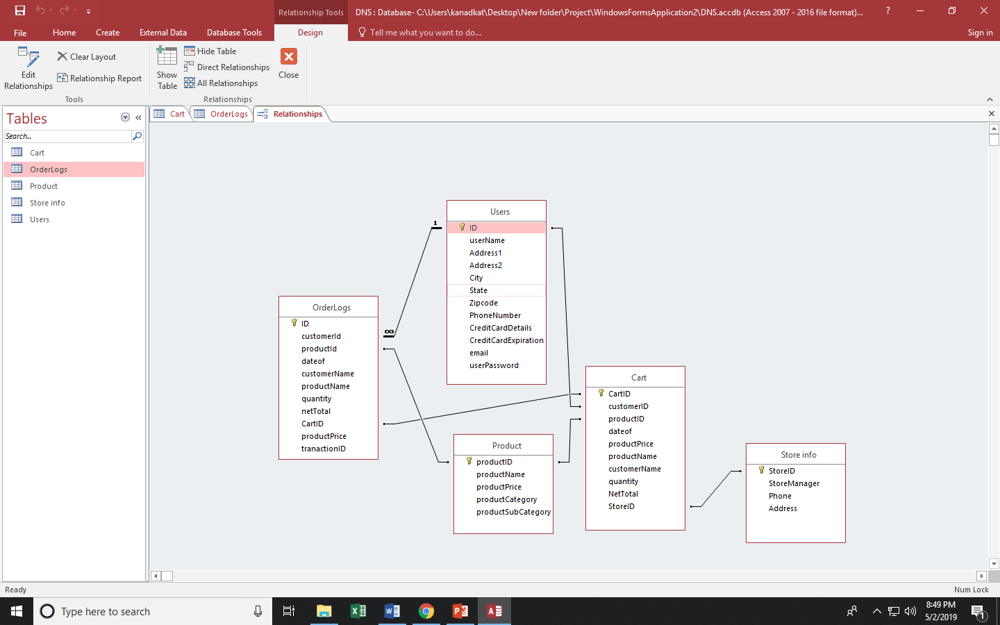 Relationship Tools
DNS : Database- C:\Users\kanadkat\Desktop\New folder\Project\WindowsFormsApplication2\DNS.accdb (Access 2007 - 2016 file format)...
?
File
Home
Create
External Data
Database Tools
Design
Tell me what you want to do...
Sign in
Edit
Relationships
Clear Layout
Relationship Report
Tools
Show
Table
Hide Table
Direct Relationships
All Relationships
Relationships
Close
Tables
«
Search...
Cart
OrderLogs
Product
Store info
Users
Cart
OrderLogs
Relationships
Users
ID
userName
Address1
Address2
City
State
Zipcode
PhoneNumber
CreditCardDetails
CreditCardExpiration
email
userPassword
1
∞
OrderLogs
ID
customerId
productId
dateof
customerName
productName
quantity
netTotal
CartID
productPrice
tranactionID
Product
productID
productName
productPrice
productCategory
productSubCategory
Cart
CartID
customerID
productID
dateof
productPrice
productName
customerName
quantity
NetTotal
StoreID
Store info
StoreID
StoreManager
Phone
Address
Ready
Num Lock
Type here to search
8:49 PM
5/2/2019
1